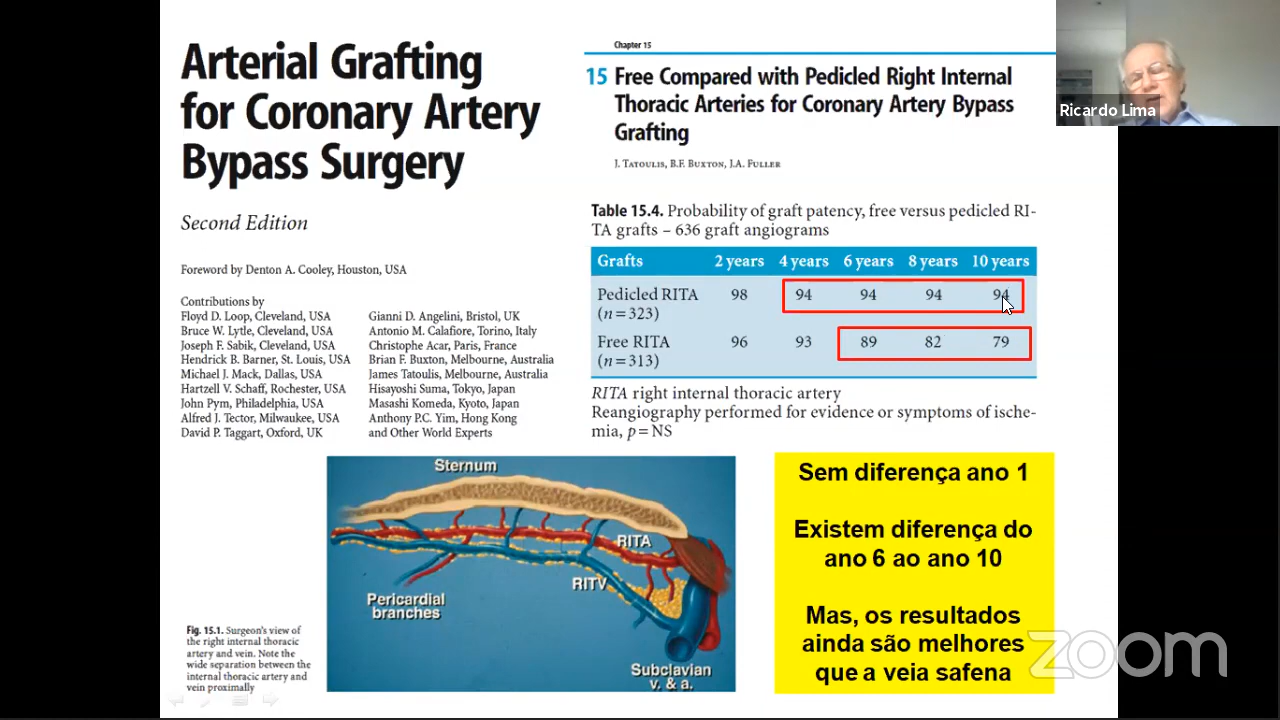 Arterial Grafting
for Coronary Artery
Bypass Surgery
Second Edition
Foreword by Denton A. Cooley, Houston, USA
Contributions by
Floyd D. Loop, Cleveland, USA
Bruce W. Lytle, Cleveland, USA
Joseph F. Sabik, Cleveland, USA
Hendrick B. Barner, St. Louis, USA
Michael J. Mack, Dallas, USA
Hartzell V. Schaff, Rochester, USA
John Pym, Philadelphia, USA
Alfred J. Tector, Milwaukee, USA
David P. Taggart, Oxford, UK
Gianni D. Angelini, Bristol, UK
Antonio M. Calafiore, Torino, Italy
Christophe Acar, Paris, France
Brian F. Buxton, Melbourne, Australia
James Tatoulis, Melbourne, Australia
Hisayoshi Suma, Tokyo, Japan
Masashi Komeda, Kyoto, Japan
Anthony P.C. Yim, Hong Kong
and Other World Experts
Chapter 15
15 Free Compared with Pedicled Right Internal
Thoracic Arteries for Coronary Artery Bypass
Grafting
J. Tatoulis, B.F. Buxton, J.A. Fuller
Table 15.4. Probability of graft patency, free versus pedicled RI-
TA grafts – 636 graft angiograms
Grafts 2 years 4 years 6 years 8 years 10 years
Pedicled RITA 98 94 94 94 94
(n = 323)
Free RITA 96 93 89 82 79
(n = 313)
RITA right internal thoracic artery
Reangiography performed for evidence or symptoms of ische-
mia, p = NS
Sternum
RITA
RITV
Pericardial
branches
Subclavian
v. & a.
Fig. 15.1. Surgeon's view of
the right internal thoracic
artery and vein. Note the
wide separation between the
internal thoracic artery and
vein proximally
Sem diferença ano 1
Existem diferença do
ano 6 ao ano 10
Mas, os resultados
ainda são melhores
que a veia safena
Ricardo Lima
zoom